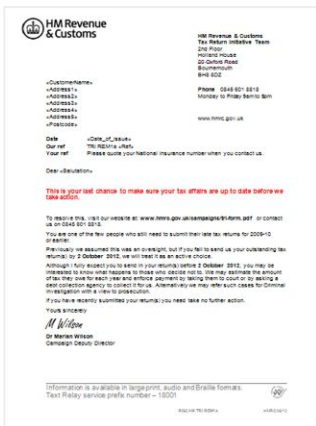 HM Revenue
& Customs
HM Revenue & Customs
Tax Return Initiative Team
2nd Floor
Holland House
20 Oxford Road
Bournemouth
BH8 8DZ
«CustomerName»
«Address1»
«Address2»
«Address3»
«Address4»
«Address5»
«Postcode»
Phone 0845 601 8818
Monday to Friday 8am to 8pm
www.hmrc.gov.uk
Date «Date_of_Issue»
Our ref TRI REM1a «Ref»
Your ref Please quote your National Insurance number when you contact us.
Dear «Salutation»
This is your last chance to make sure your tax affairs are up to date before we
take action.
To resolve this, visit our website at: www.hmrc.gov.uk/campaigns/tri-form.pdf or contact
us on 0845 601 8818.
You are one of the few people who still need to submit their late tax returns for 2009-10
or earlier.
Previously we assumed this was an oversight, but if you fail to send us your outstanding tax
return(s) by 2 October 2012, we will treat it as an active choice.
Although I fully expect you to send in your return(s) before 2 October 2012, you may be
interested to know what happens to those who decide not to. We may estimate the amount
of tax they owe for each year and enforce payment by taking them to court or by asking a
debt collection agency to collect it for us. Alternatively we may refer such cases for Criminal
Investigation with a view to prosecution.
If you have recently submitted your return(s) you need take no further action.
Yours sincerely
M Wilson
Dr Marian Wilson
Campaign Deputy Director
Information is available in large print, audio and Braille formats.
Text Relay service prefix number – 18001